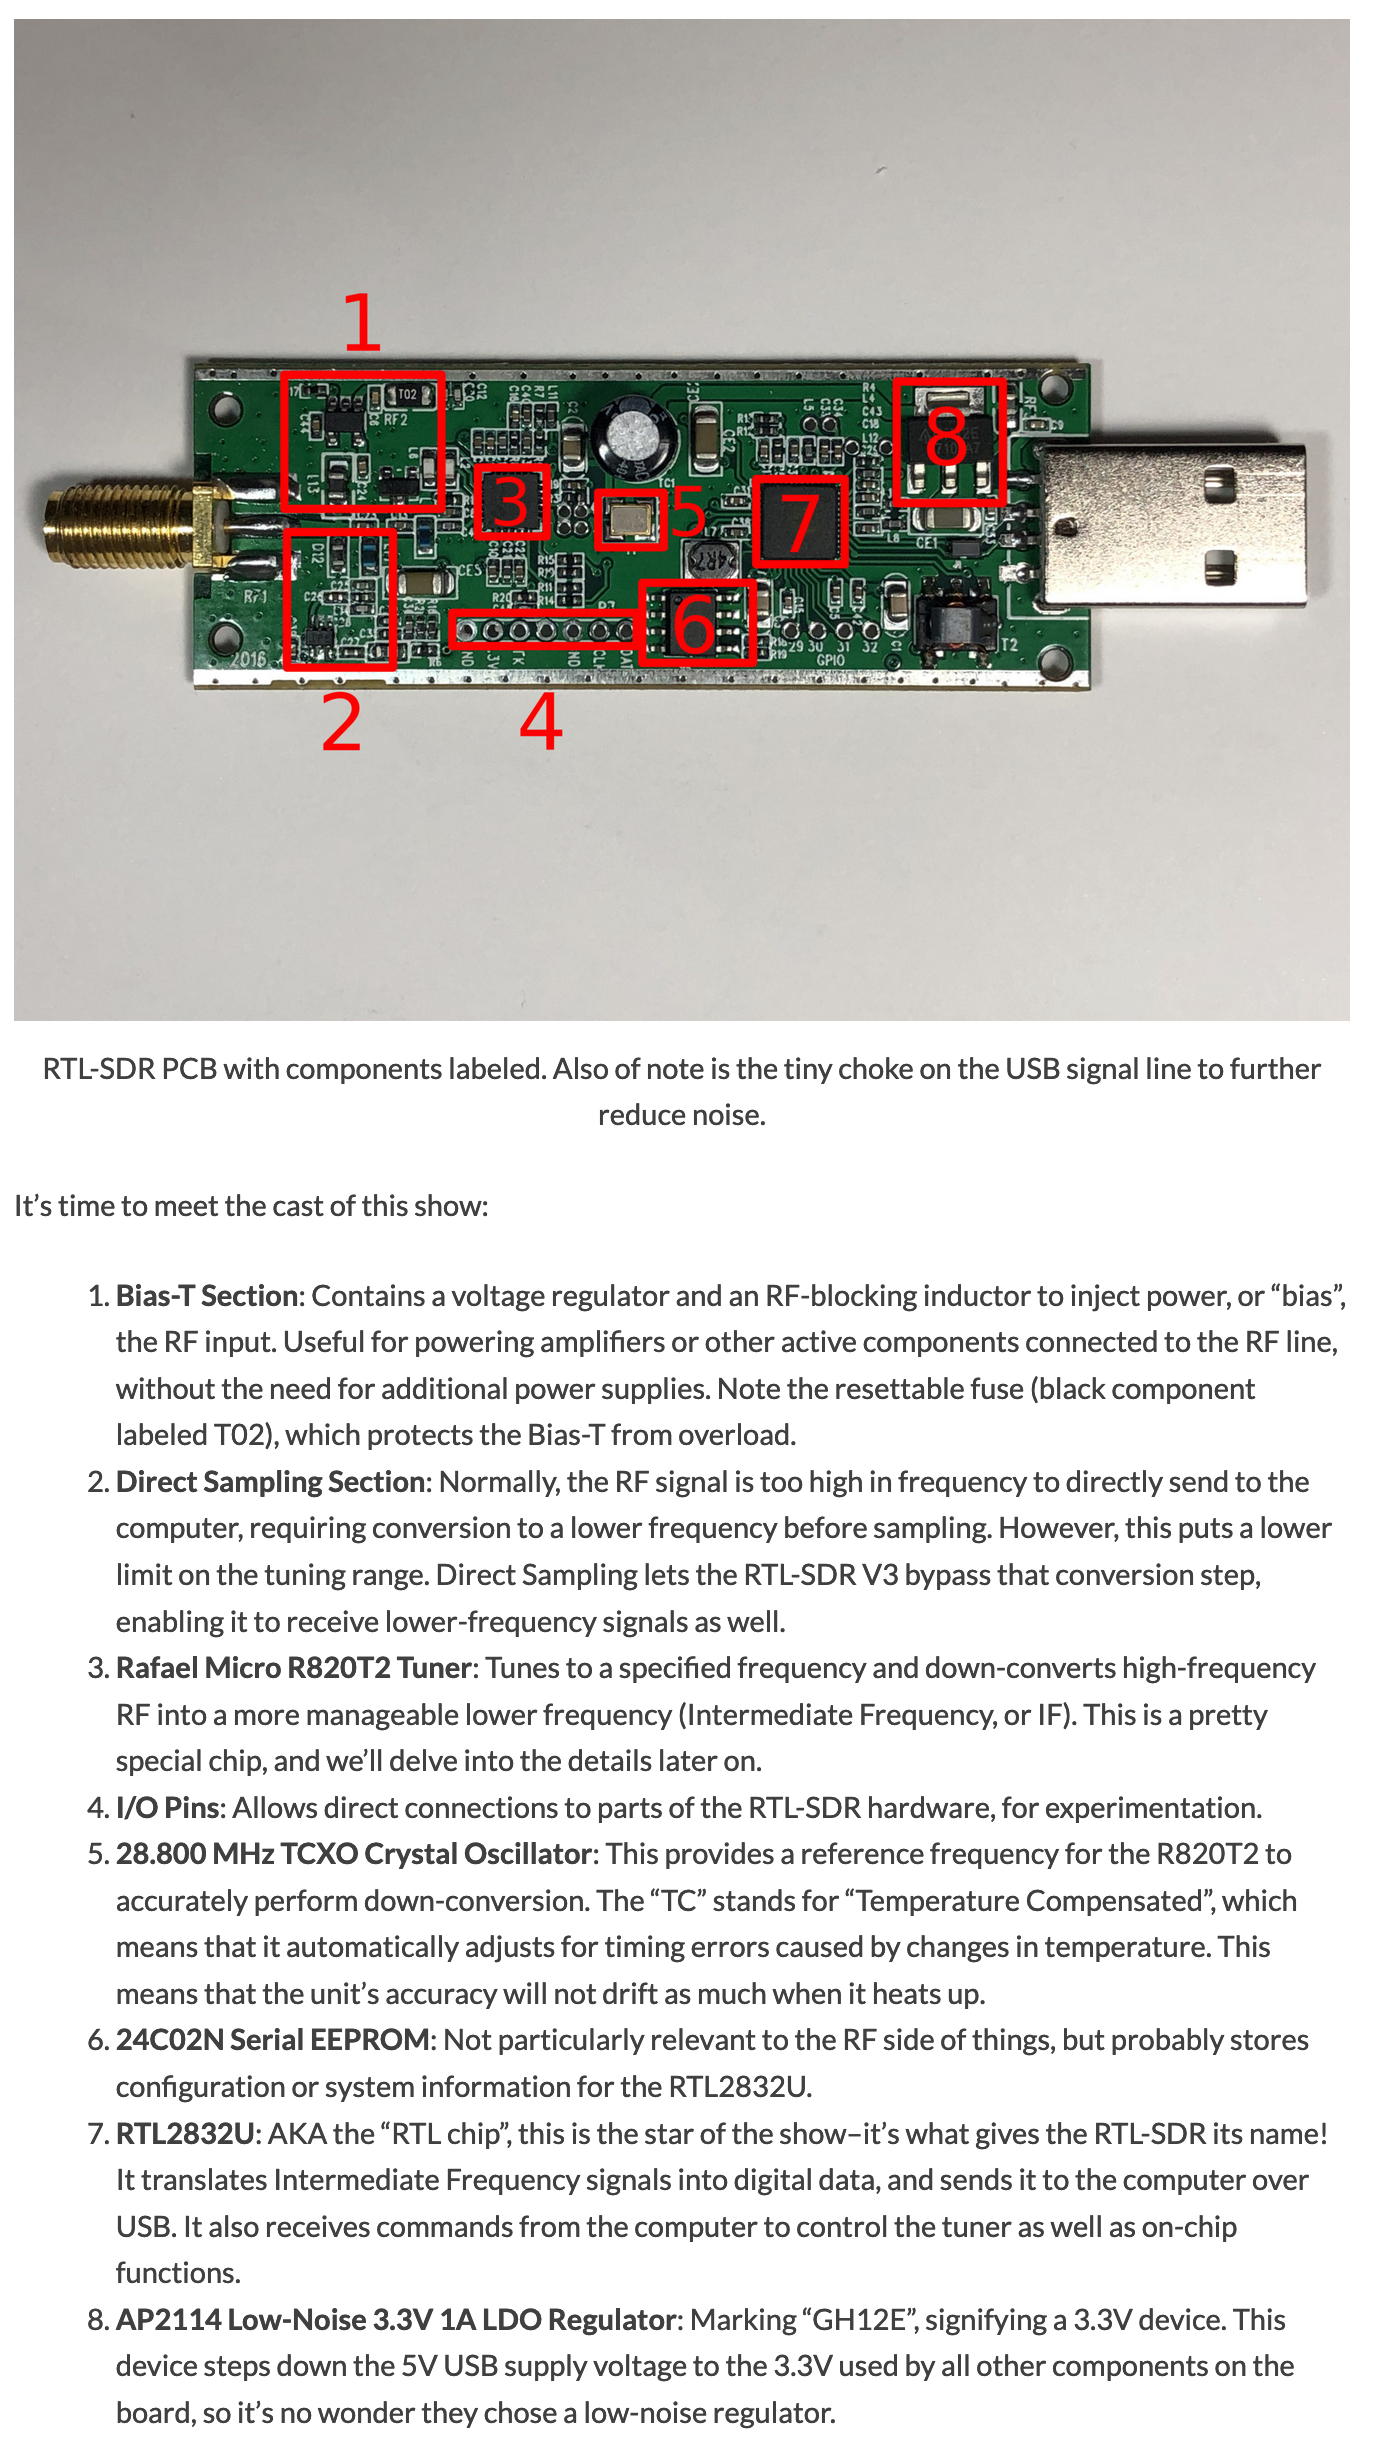 1
T02
RF2
3
5
7
8
CE1
6
RF1
2016
29 30 31 32
GPIO
T2
2
4
RTL-SDR PCB with components labeled. Also of note is the tiny choke on the USB signal line to further
reduce noise.
It’s time to meet the cast of this show:
1. Bias-T Section: Contains a voltage regulator and an RF-blocking inductor to inject power, or “bias”,
the RF input. Useful for powering amplifiers or other active components connected to the RF line,
without the need for additional power supplies. Note the resettable fuse (black component
labeled T02), which protects the Bias-T from overload.
2. Direct Sampling Section: Normally, the RF signal is too high in frequency to directly send to the
computer, requiring conversion to a lower frequency before sampling. However, this puts a lower
limit on the tuning range. Direct Sampling lets the RTL-SDR V3 bypass that conversion step,
enabling it to receive lower-frequency signals as well.
3. Rafael Micro R820T2 Tuner: Tunes to a specified frequency and down-converts high-frequency
RF into a more manageable lower frequency (Intermediate Frequency, or IF). This is a pretty
special chip, and we’ll delve into the details later on.
4. I/O Pins: Allows direct connections to parts of the RTL-SDR hardware, for experimentation.
5. 28.800 MHz TCXO Crystal Oscillator: This provides a reference frequency for the R820T2 to
accurately perform down-conversion. The “TC” stands for “Temperature Compensated”, which
means that it automatically adjusts for timing errors caused by changes in temperature. This
means that the unit’s accuracy will not drift as much when it heats up.
6. 24C02N Serial EEPROM: Not particularly relevant to the RF side of things, but probably stores
configuration or system information for the RTL2832U.
7. RTL2832U: AKA the “RTL chip”, this is the star of the show–it’s what gives the RTL-SDR its name!
It translates Intermediate Frequency signals into digital data, and sends it to the computer over
USB. It also receives commands from the computer to control the tuner as well as on-chip
functions.
8. AP2114 Low-Noise 3.3V 1A LDO Regulator: Marking “GH12E”, signifying a 3.3V device. This
device steps down the 5V USB supply voltage to the 3.3V used by all other components on the
board, so it’s no wonder they chose a low-noise regulator.